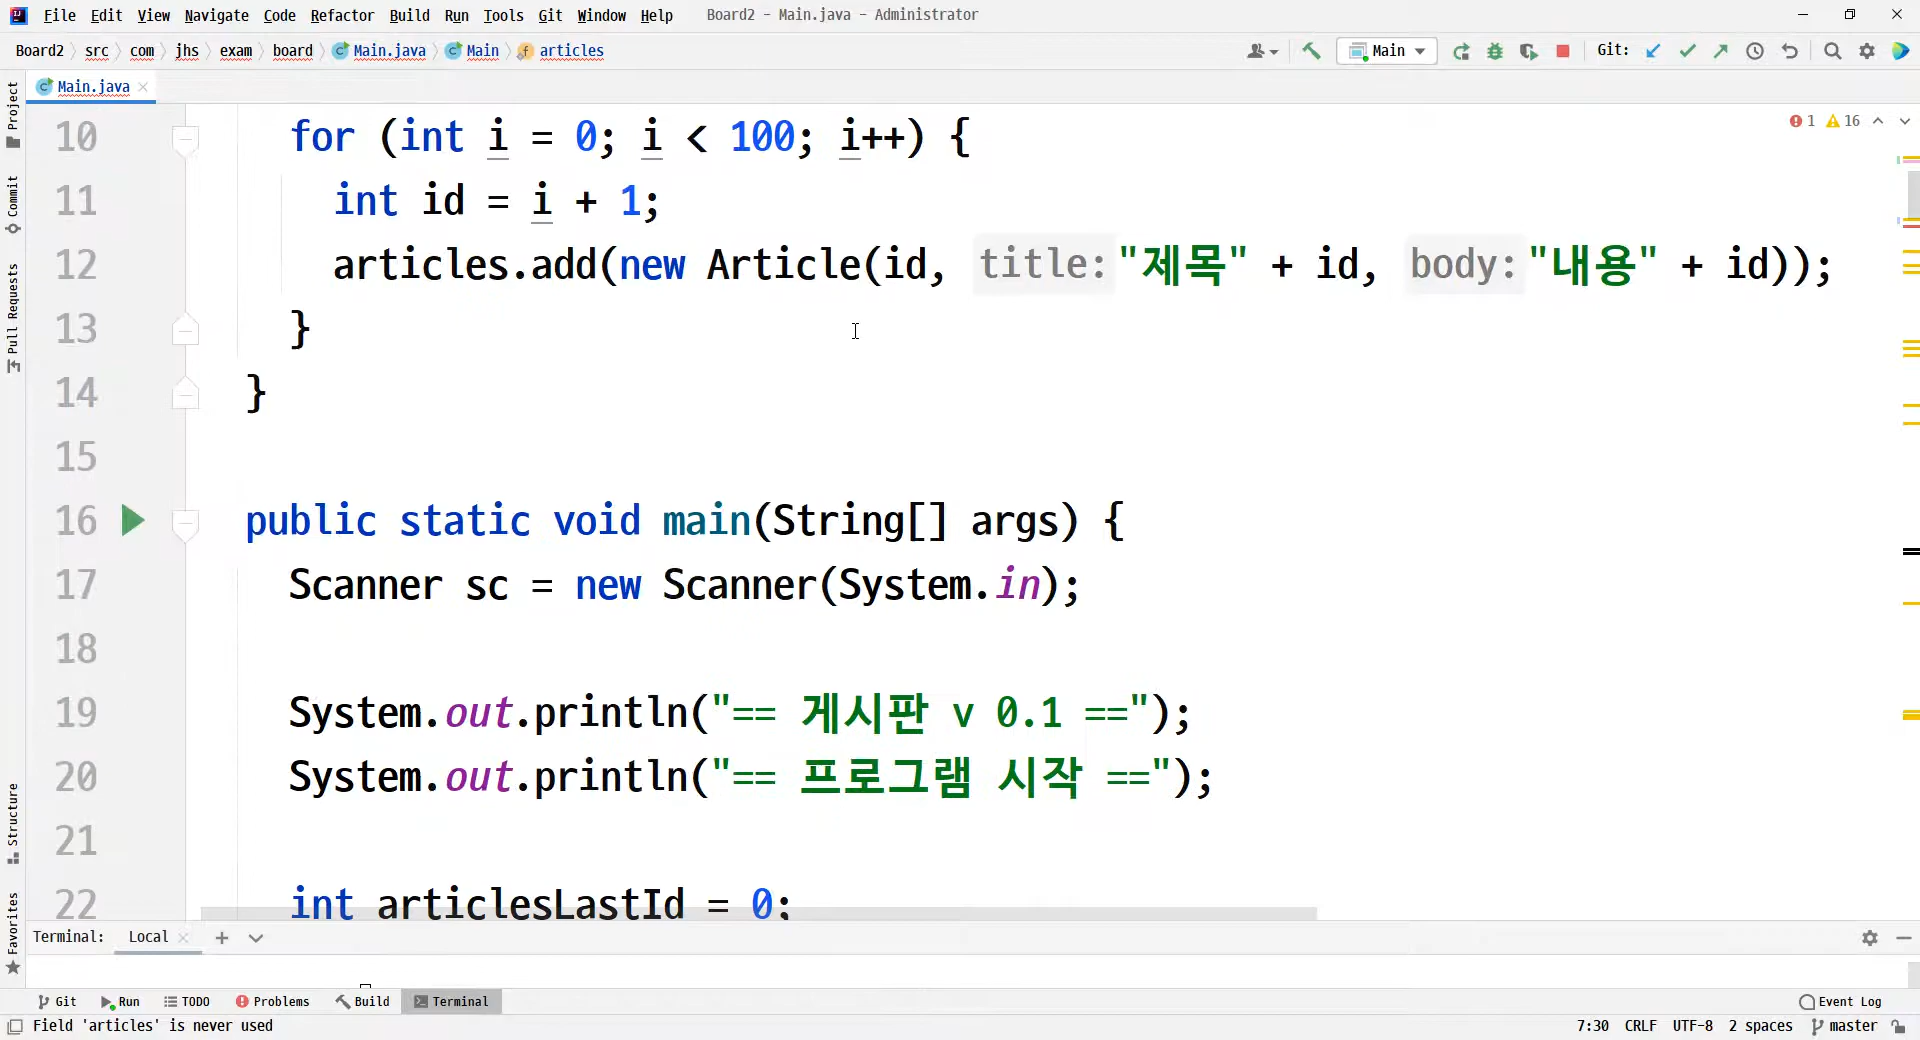 File Edit View Navigate Code Refactor Build Run Tools Git Window Help Board2 - Main.java - Administrator
Board2 src com jhs exam board Main.java Main articles Main Git:
Main.java
1 16
10 for (int i = 0; i < 100; i++) {
11 int id = i + 1;
12 articles.add(new Article(id, title: "제목" + id, body: "내용" + id));
13 }
14 }
15
16 public static void main(String[] args) {
17 Scanner sc = new Scanner(System.in);
18
19 System.out.println("== 게시판 v 0.1 ==");
20 System.out.println("== 프로그램 시작 ==");
21
22 int articlesLastId = 0;
Project
Commit
Pull Requests
Structure
Favorites
Terminal: Local
Git Run TODO Problems Build Terminal Event Log
Field 'articles' is never used 7:30 CRLF UTF-8 2 spaces master